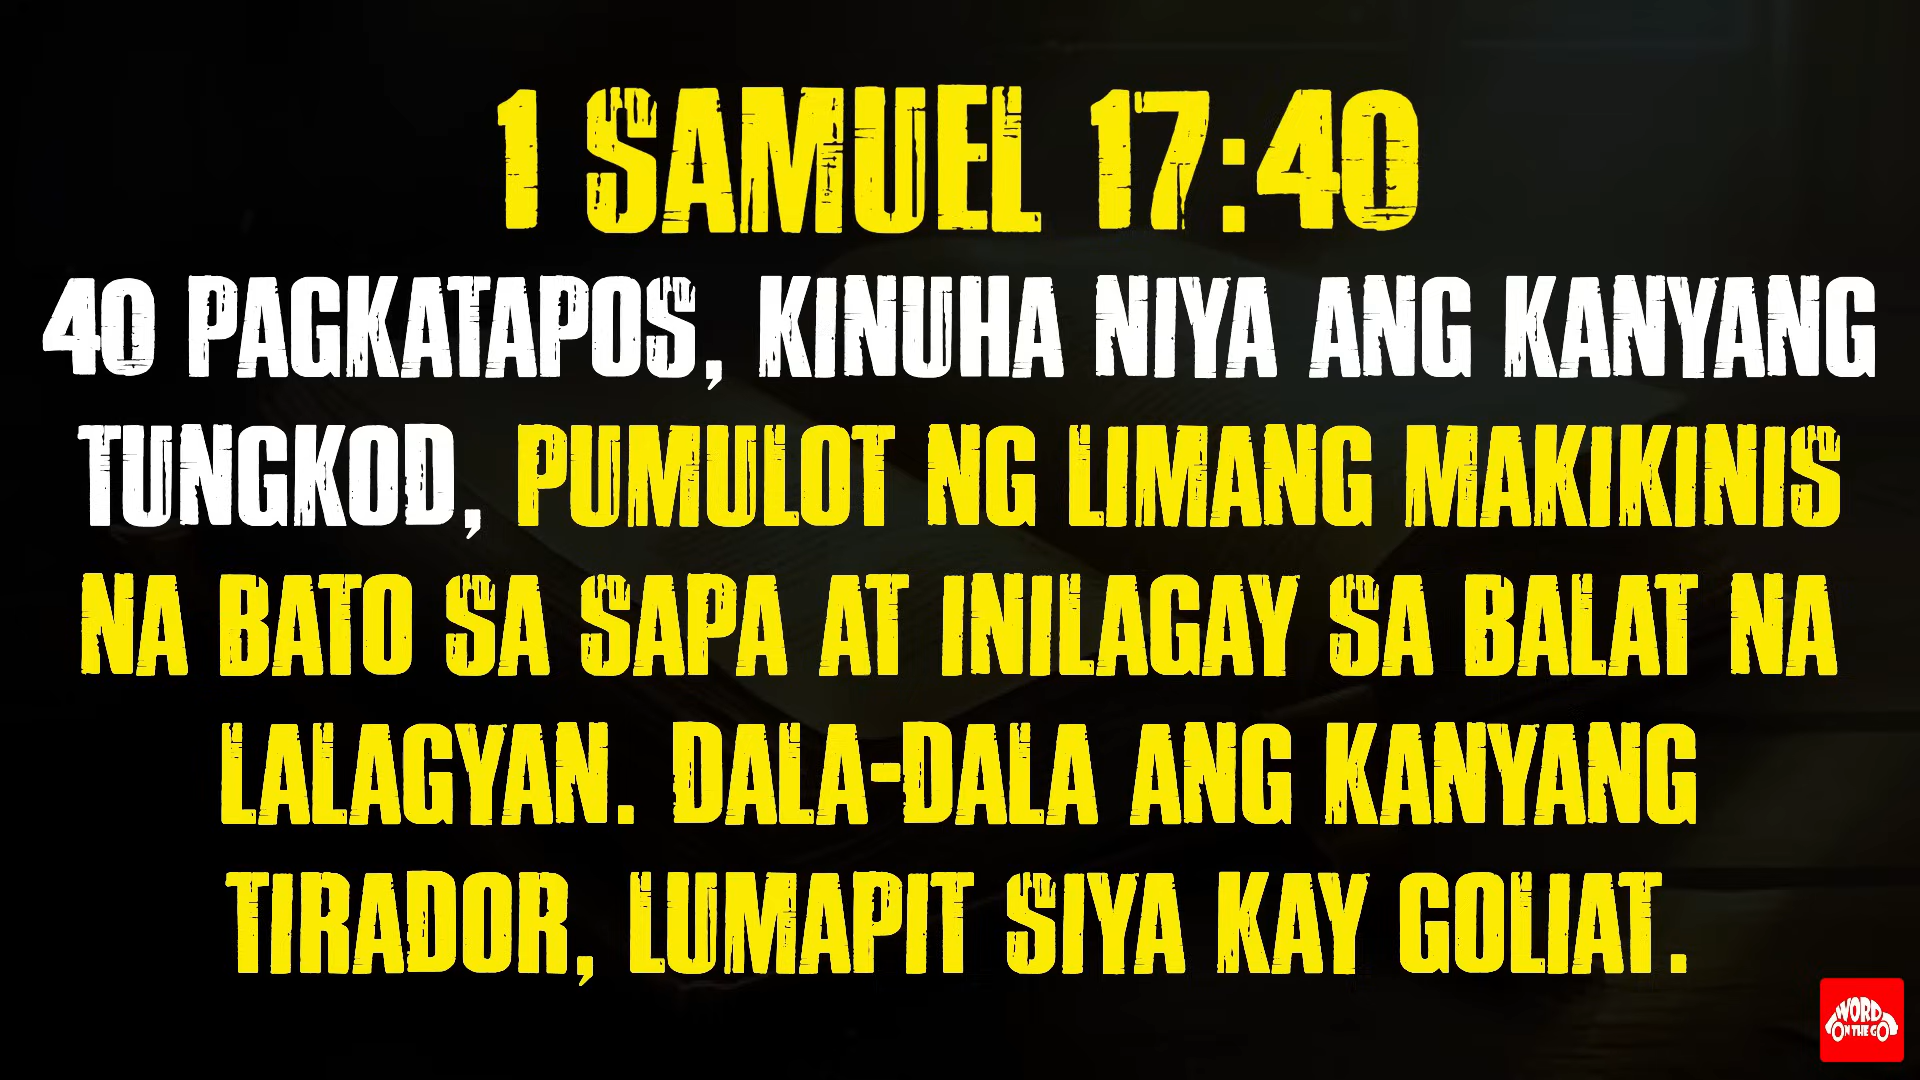 1 SAMUEL 17:40
40 PAGKATAPOS, KINUHA NIYA ANG KANYANG
TUNGKOD, PUMULOT NG LIMANG MAKIKINIS
NA BATO SA SAPA AT INILAGAY SA BALAT NA
LALAGYAN. DALA-DALA ANG KANYANG
TIRADOR, LUMAPIT SIYA KAY GOLIAT.
WORD
ON THE GO